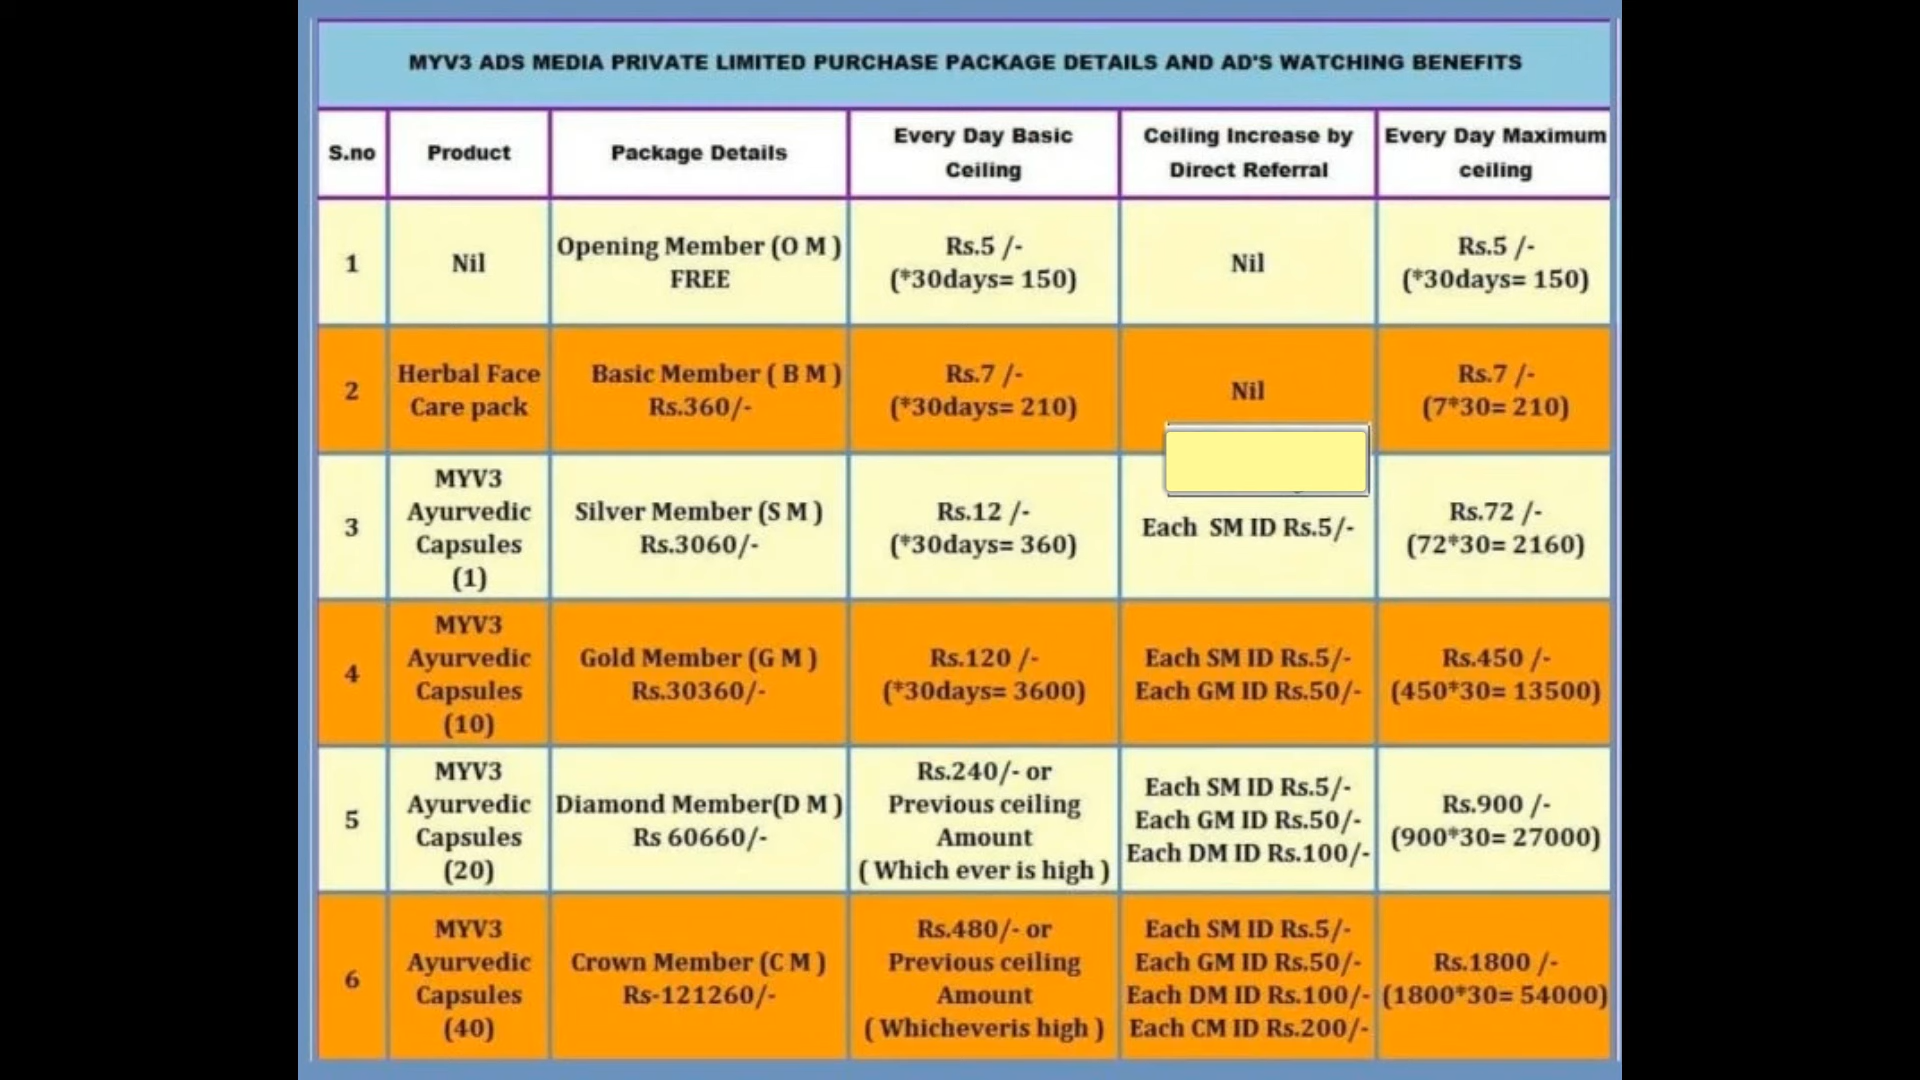 MYV3 ADS MEDIA PRIVATE LIMITED PURCHASE PACKAGE DETAILS AND AD'S WATCHING BENEFITS
S.no
Product
Package Details
Every Day Basic
Ceiling
Ceiling Increase by
Direct Referral
Every Day Maximum
ceiling
1
Nil
Opening Member (O M )
FREE
Rs.5 /-
(*30days= 150)
Nil
Rs.5 /-
(*30days= 150)
2
Herbal Face
Care pack
Basic Member ( B M )
Rs.360/-
Rs.7 /-
(*30days= 210)
Nil
Rs.7 /-
(7*30= 210)
3
MYV3
Ayurvedic
Capsules
(1)
Silver Member (S M )
Rs.3060/-
Rs.12 /-
(*30days= 360)
Each SM ID Rs.5/-
Rs.72 /-
(72*30= 2160)
4
MYV3
Ayurvedic
Capsules
(10)
Gold Member (G M )
Rs.30360/-
Rs.120 /-
(*30days= 3600)
Each SM ID Rs.5/-
Each GM ID Rs.50/-
Rs.450 /-
(450*30= 13500)
5
MYV3
Ayurvedic
Capsules
(20)
Diamond Member(D M )
Rs 60660/-
Rs.240/- or
Previous ceiling
Amount
( Which ever is high )
Each SM ID Rs.5/-
Each GM ID Rs.50/-
Each DM ID Rs.100/-
Rs.900 /-
(900*30= 27000)
6
MYV3
Ayurvedic
Capsules
(40)
Crown Member (C M )
Rs-121260/-
Rs.480/- or
Previous ceiling
Amount
( Whicheveris high )
Each SM ID Rs.5/-
Each GM ID Rs.50/-
Each DM ID Rs.100/-
Each CM ID Rs.200/-
Rs.1800 /-
(1800*30= 54000)